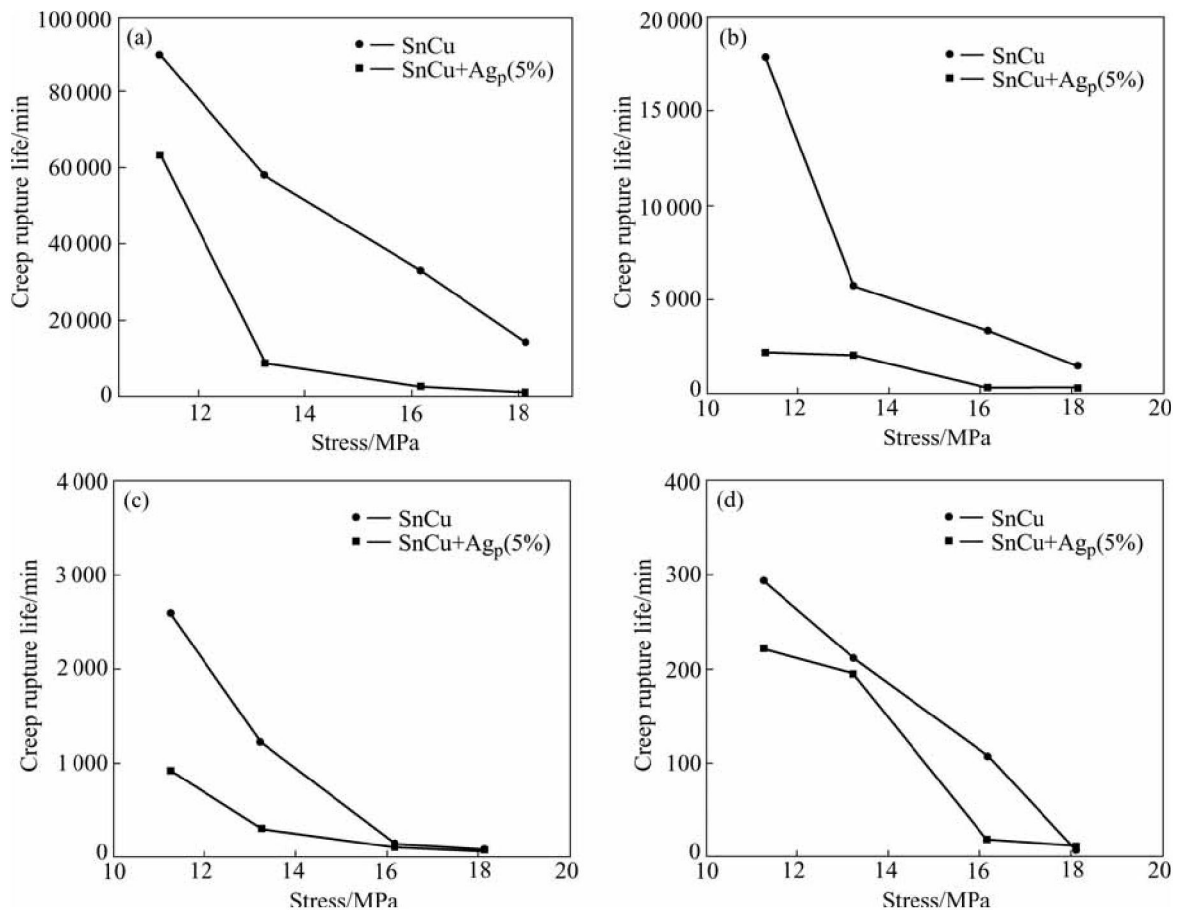 (a)
SnCu
SnCu+Agp(5%)
100 000
80 000
60 000
40 000
20 000
0
12 14 16 18
Creep rupture life/min
Stress/MPa
(b)
SnCu
SnCu+Agp(5%)
20 000
15 000
10 000
5 000
0
10 12 14 16 18 20
Creep rupture life/min
Stress/MPa
(c)
SnCu
SnCu+Agp(5%)
4 000
3 000
2 000
1 000
0
10 12 14 16 18 20
Creep rupture life/min
Stress/MPa
(d)
SnCu
SnCu+Agp(5%)
400
300
200
100
0
10 12 14 16 18 20
Creep rupture life/min
Stress/MPa